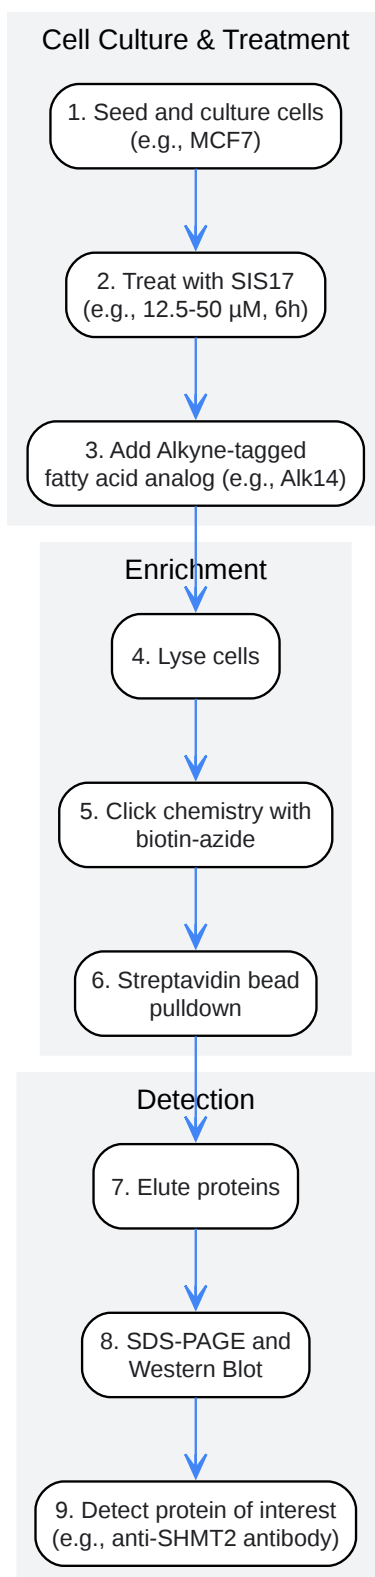 Cell Culture & Treatment
1. Seed and culture cells
(e.g., MCF7)
2. Treat with SIS17
(e.g., 12.5-50 µM, 6h)
3. Add Alkyne-tagged
fatty acid analog (e.g., Alk14)
Enrichment
4. Lyse cells
5. Click chemistry with
biotin-azide
6. Streptavidin bead
pulldown
Detection
7. Elute proteins
8. SDS-PAGE and
Western Blot
9. Detect protein of interest
(e.g., anti-SHMT2 antibody)